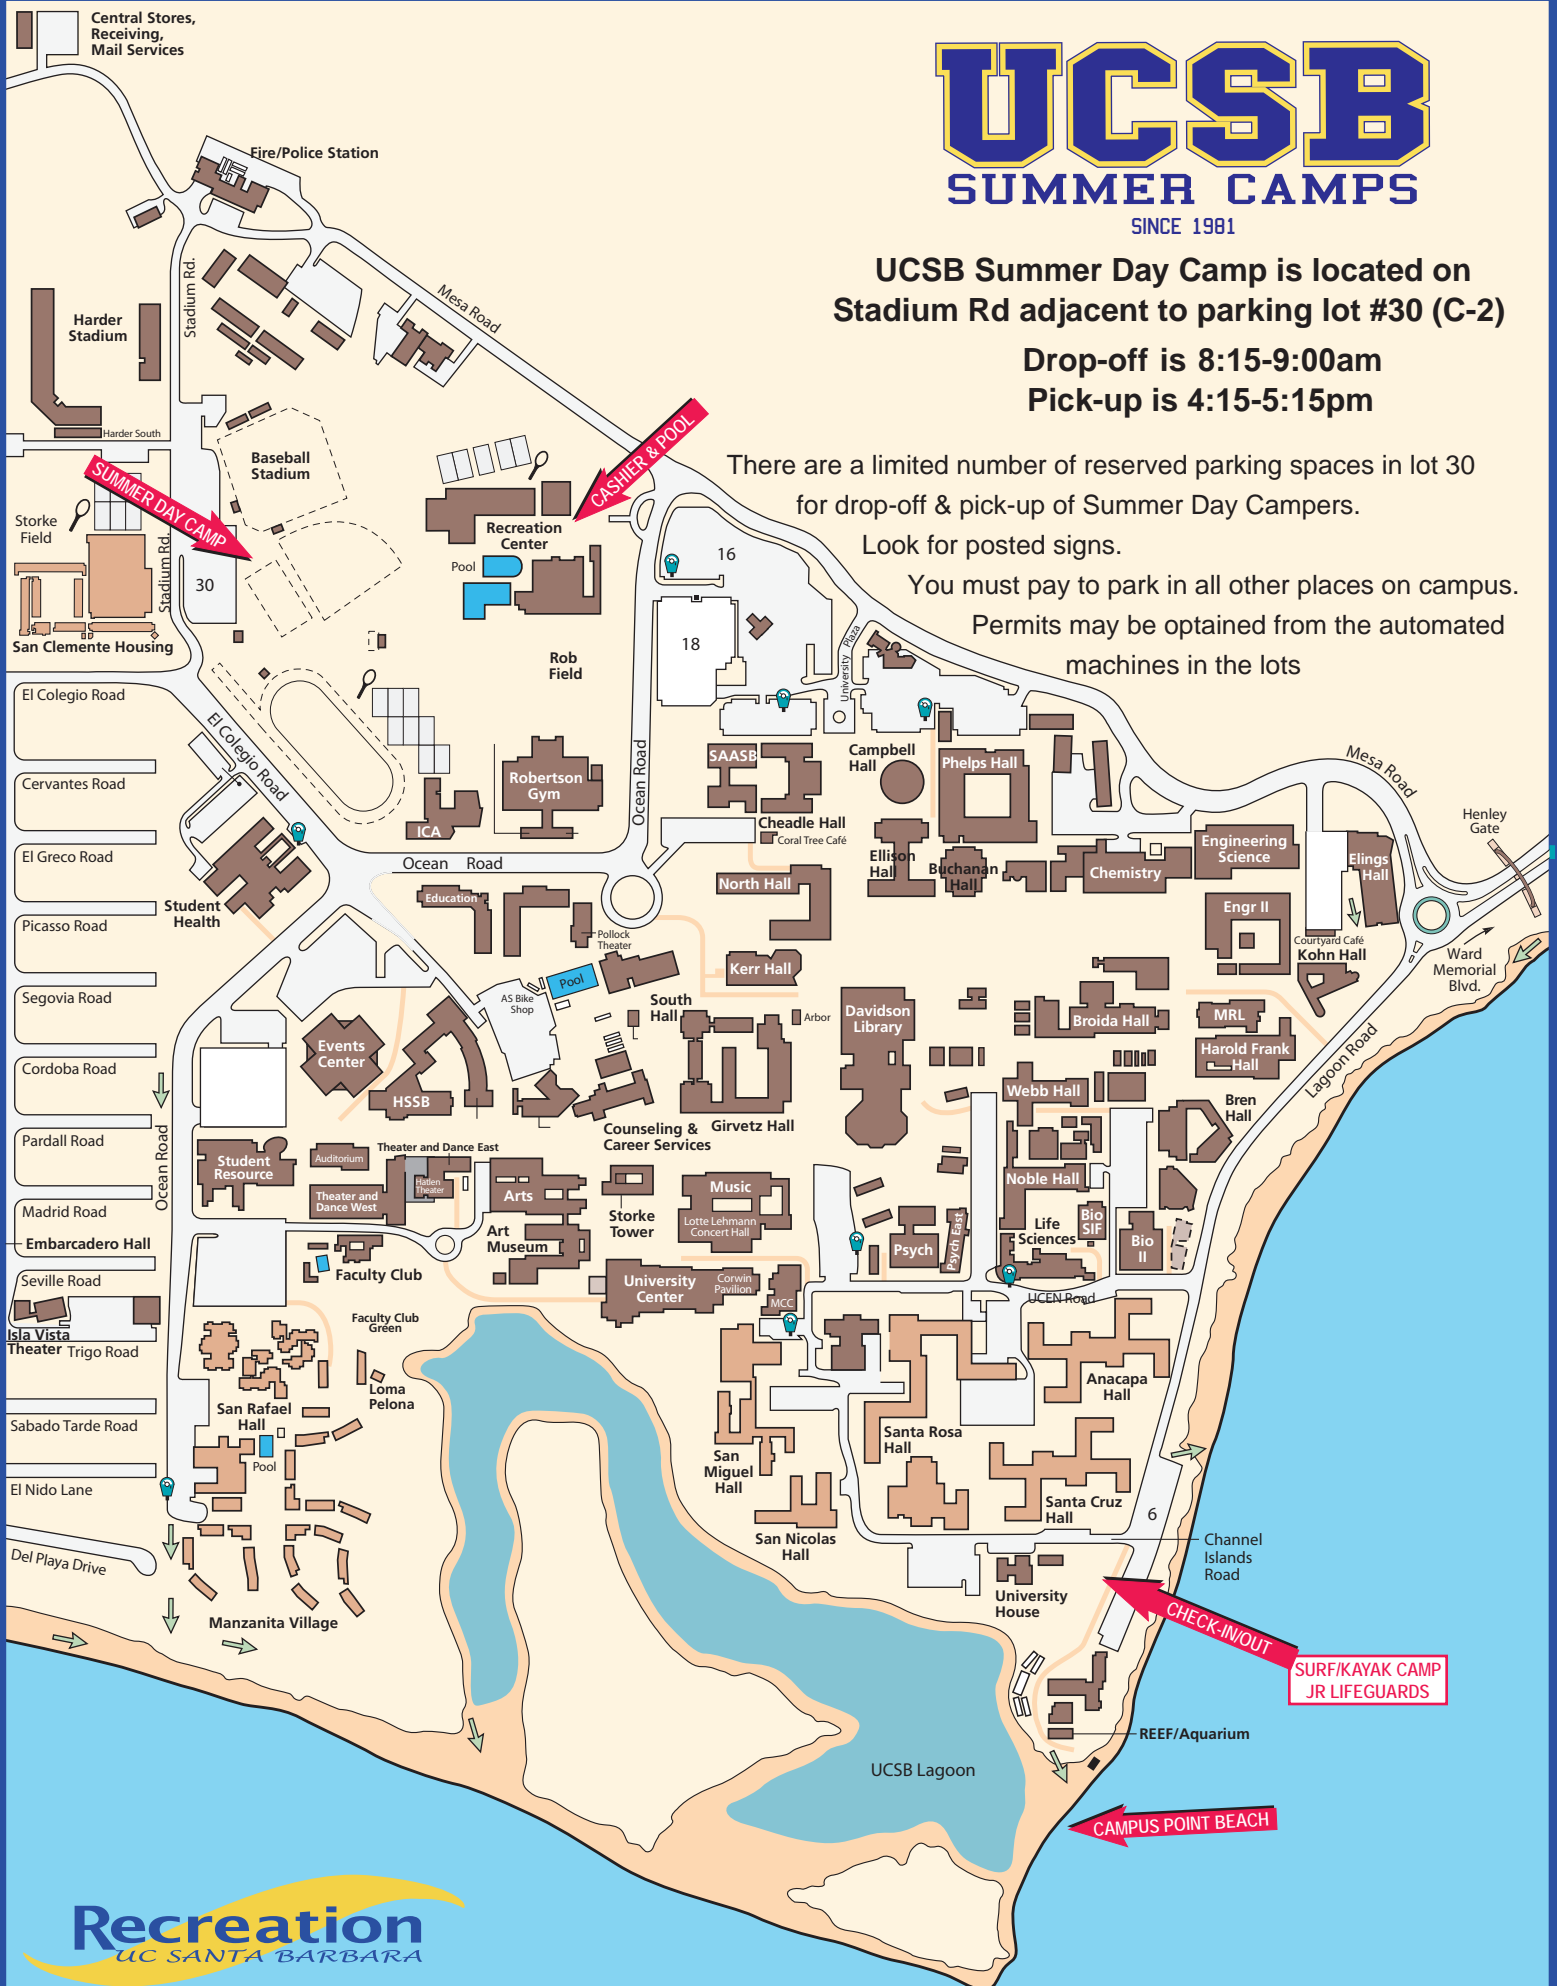 Central Stores,
Receiving,
Mail Services
Fire/Police Station
UCSB
SUMMER CAMPS
SINCE 1981
UCSB Summer Day Camp is located on
Stadium Rd adjacent to parking lot #30 (C-2)
Drop-off is 8:15-9:00am
Pick-up is 4:15-5:15pm
There are a limited number of reserved parking spaces in lot 30
for drop-off & pick-up of Summer Day Campers.
Look for posted signs.
You must pay to park in all other places on campus.
Permits may be optained from the automated
machines in the lots
Stadium Rd.
Mesa Road
Harder
Stadium
Harder South
Baseball
Stadium
SUMMER DAY CAMP
CASHIER & POOL
Storke
Field
Stadium Rd.
30
Recreation
Center
Pool
16
18
University Plaza
San Clemente Housing
Rob
Field
El Colegio Road
El Colegio Road
Ocean Road
Cervantes Road
El Greco Road
Picasso Road
Segovia Road
Cordoba Road
Pardall Road
Madrid Road
Embarcadero Hall
Seville Road
Isla Vista
Theater
Trigo Road
Sabado Tarde Road
El Nido Lane
Del Playa Drive
Robertson
Gym
ICA
Ocean Road
SAASB
Cheadle Hall
Coral Tree Café
Campbell
Hall
Phelps Hall
Ellison
Hall
Buchanan
Hall
Chemistry
Engineering
Science
Elings
Hall
Mesa Road
Henley
Gate
Engr II
Courtyard Café
Kohn Hall
Ward
Memorial
Blvd.
Student
Health
Education
Pollock
Theater
North Hall
Kerr Hall
Pool
AS Bike
Shop
South
Hall
Arbor
Davidson
Library
Broida Hall
MRL
Harold Frank
Hall
Lagoon Road
Events
Center
HSSB
Webb Hall
Bren
Hall
Counseling &
Career Services
Girvetz Hall
Ocean Road
Student
Resource
Auditorium
Theater and Dance East
Hatlen
Theater
Theater and
Dance West
Arts
Storke
Tower
Music
Lotte Lehmann
Concert Hall
Noble Hall
Bio
SIF
Bio
II
Life
Sciences
Psych
Psych East
Art
Museum
Faculty Club
University
Center
Corwin
Pavilion
MCC
UCEN Road
Faculty Club
Green
Loma
Pelona
San Rafael
Hall
Pool
Anacapa
Hall
Santa Rosa
Hall
San
Miguel
Hall
Santa Cruz
Hall
San Nicolas
Hall
6
Channel
Islands
Road
Manzanita Village
University
House
CHECK-IN/OUT
SURF/KAYAK CAMP
JR LIFEGUARDS
REEF/Aquarium
UCSB Lagoon
CAMPUS POINT BEACH
Recreation
UC SANTA BARBARA